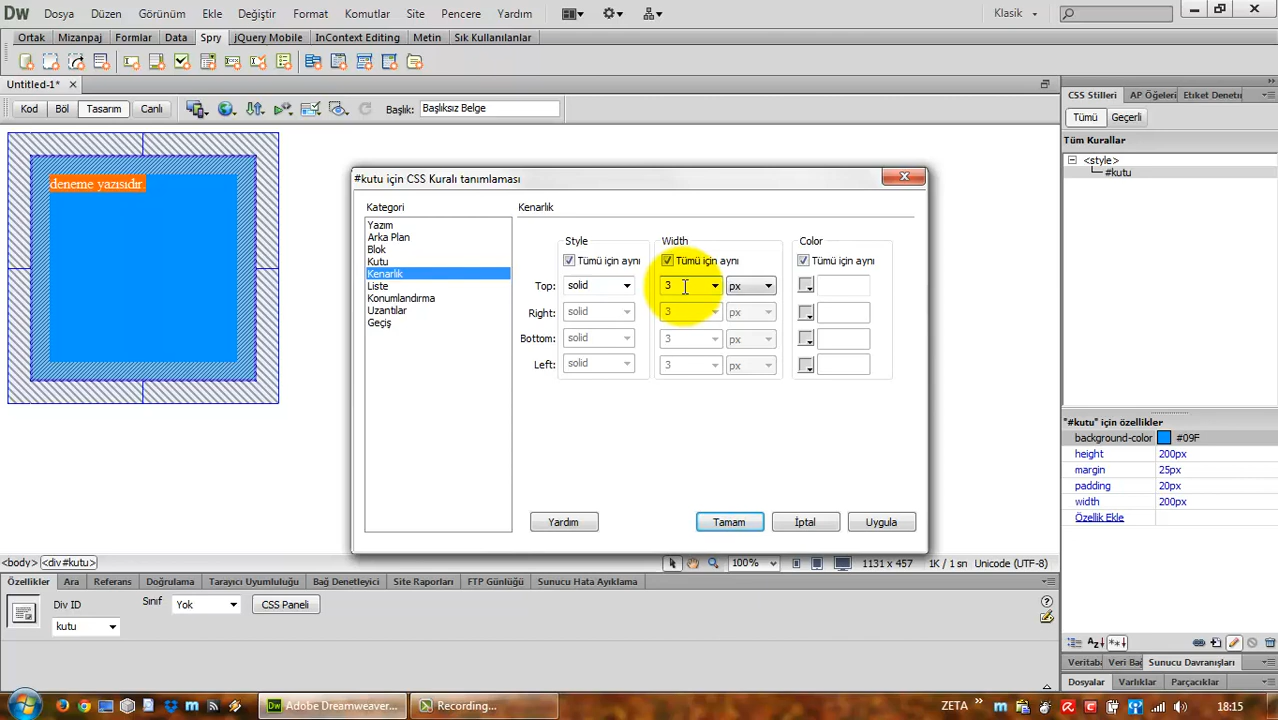 Dw Dosya Düzen Görünüm Ekle Değiştir Format Komutlar Site Pencere Yardım Klasik
Ortak Mizanpaj Formlar Data Spry jQuery Mobile InContext Editing Metin Sık Kullanılanlar
Untitled-1*
Kod Böl Tasarım Canlı Başlık: Başlıksız Belge
CSS Stilleri AP Öğeleri Etiket Denetimi
Tümü Geçerli
Tüm Kurallar
<style>
#kutu
deneme yazısıdır.
#kutu için CSS Kuralı tanımlaması
Kategori
Yazım
Arka Plan
Blok
Kutu
Kenarlık
Liste
Konumlandırma
Uzantılar
Geçiş
Kenarlık
Style Width Color
Tümü için aynı Tümü için aynı Tümü için aynı
Top: solid 3 px
Right: solid 3 px
Bottom: solid 3 px
Left: solid 3 px
Yardım Tamam İptal Uygula
"#kutu" için özellikler
background-color #09F
height 200px
margin 25px
padding 20px
width 200px
Özellik Ekle
<body> <div#kutu> 100% 1131 x 457 1K / 1 sn Unicode (UTF-8)
Özellikler Ara Referans Doğrulama Tarayıcı Uyumluluğu Bağ Denetleyici Site Raporları FTP Günlüğü Sunucu Hata Ayıklama
Div ID Sınıf Yok CSS Paneli
kutu
Veritaba Veri Bağ Sunucu Davranışları
Dosyalar Varlıklar Parçacıklar
Adobe Dreamweaver... Recording... ZETA 18:15